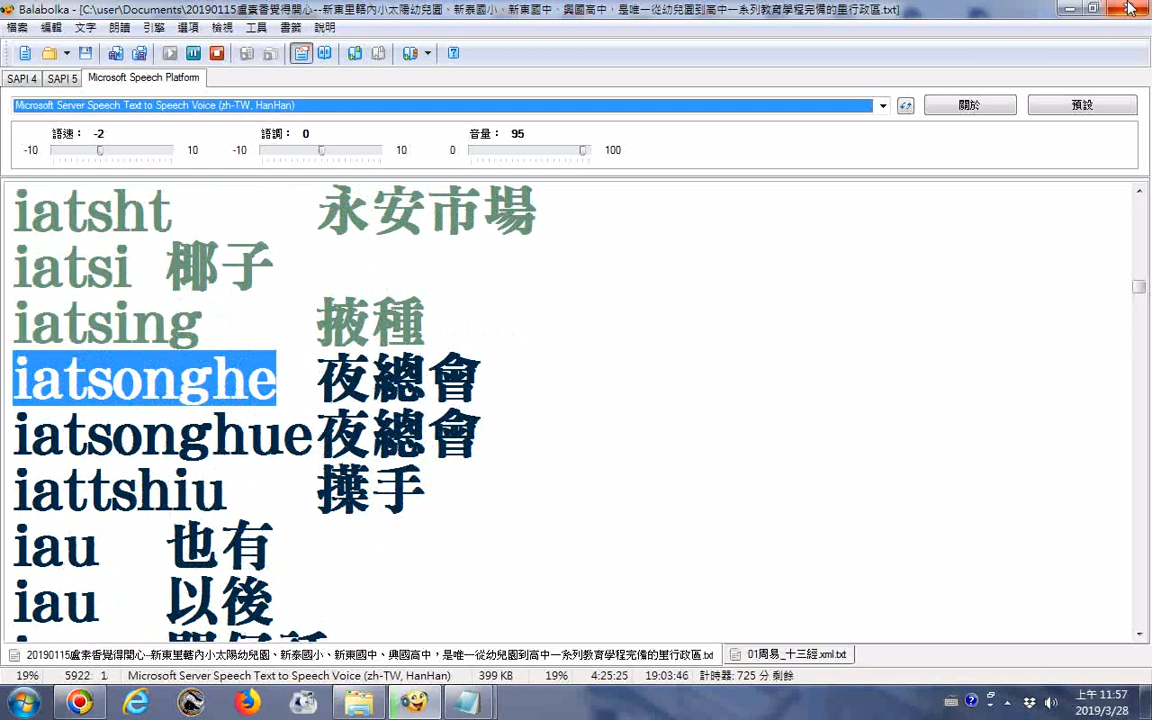 Balabolka - [C:\user\Documents\20190115盧素香覺得開心--新東里轄內小太陽幼兒園、新泰國小、新東國中、興國高中，是唯一從幼兒園到高中一系列教育學程完備的里行政區.txt]
檔案 編輯 文字 朗讀 引擎 選項 檢視 工具 書籤 說明
SAPI 4 SAPI 5 Microsoft Speech Platform
Microsoft Server Speech Text to Speech Voice (zh-TW, HanHan) 關於 預設
語速： -2 語調： 0 音量： 95
-10 10 -10 10 0 100
iatsht 永安市場
iatsi 椰子
iatsing 掖種
iatsonghe 夜總會
iatsonghue 夜總會
iattshiu 擛手
iau 也有
iau 以後
20190115盧素香覺得開心--新東里轄內小太陽幼兒園、新泰國小、新東國中、興國高中，是唯一從幼兒園到高中一系列教育學程完備的里行政區.txt 01周易_十三經.xml.txt
19% 5922: 1 Microsoft Server Speech Text to Speech Voice (zh-TW, HanHan) 399 KB 19% 4:25:25 19:03:46 計時器: 725 分 剩餘
上午 11:57
2019/3/28